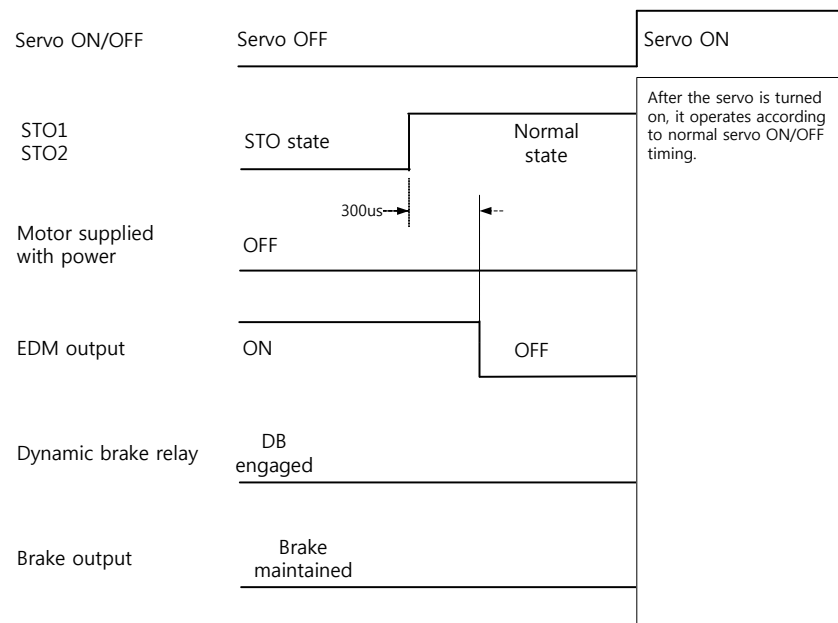 Servo ON/OFF
Servo OFF
Servo ON
After the servo is turned
on, it operates according
to normal servo ON/OFF
timing.
STO1
STO2
STO state
Normal
state
300us
Motor supplied
with power
OFF
EDM output
ON
OFF
Dynamic brake relay
DB
engaged
Brake output
Brake
maintained